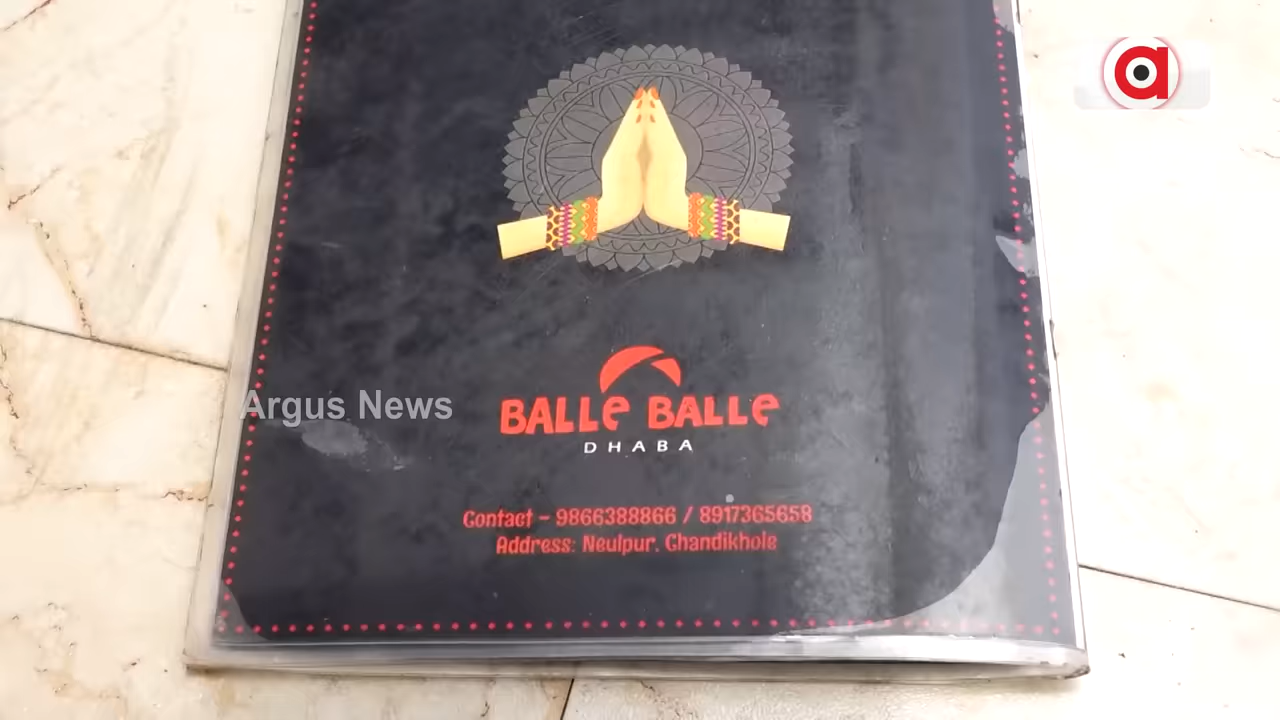 a
Argus News
BALLe BALLe
DHABA
Contact - 9866388866 / 8917365658
Address: Neulpur, Chandikhole